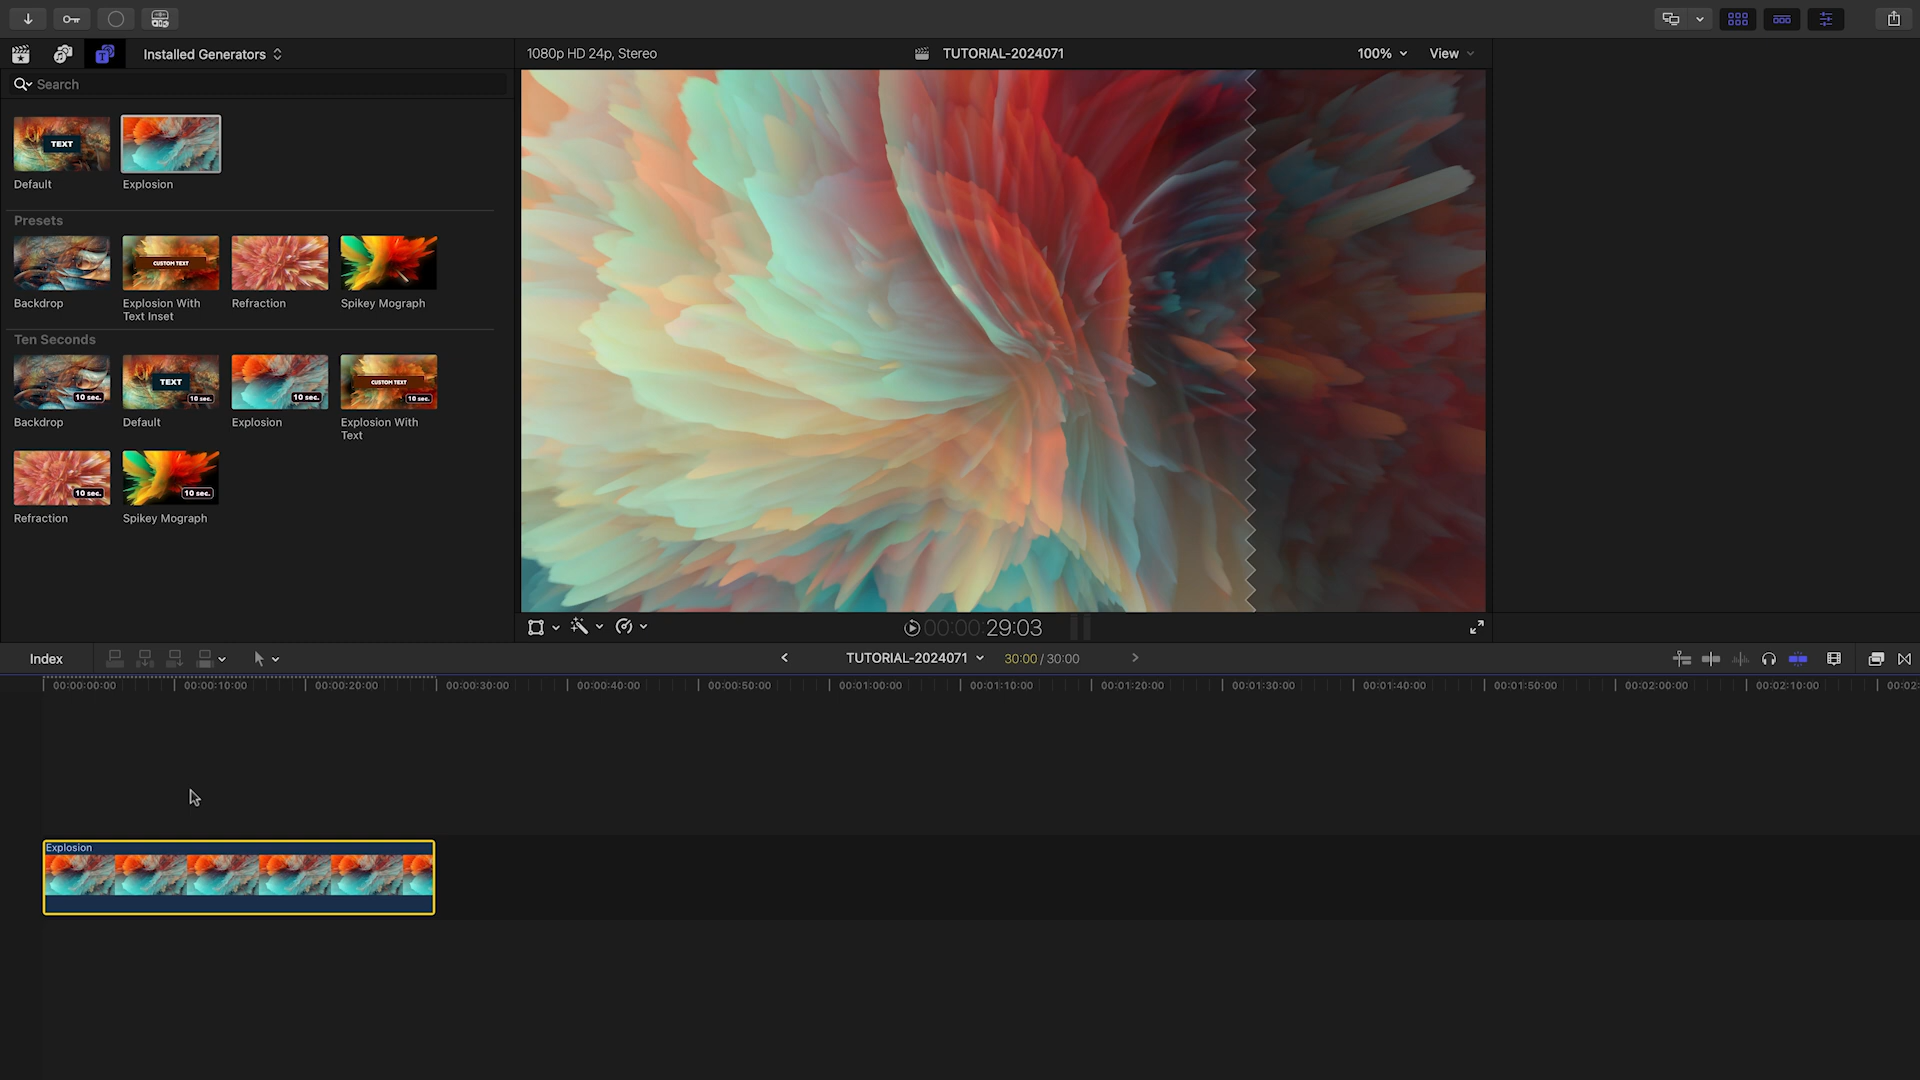 Installed Generators
1080p HD 24p, Stereo
TUTORIAL-2024071
100%
View
Search
TEXT
Default
Explosion
Presets
CUSTOM TEXT
Backdrop
Explosion With
Text Inset
Refraction
Spikey Mograph
Ten Seconds
10 sec.
TEXT
10 sec.
10 sec.
CUSTOM TEXT
10 sec.
Backdrop
Default
Explosion
Explosion With
Text
10 sec.
10 sec.
Refraction
Spikey Mograph
00:00:00:29:03
Index
TUTORIAL-2024071
30:00 / 30:00
00:00:00:00
00:00:10:00
00:00:20:00
00:00:30:00
00:00:40:00
00:00:50:00
00:01:00:00
00:01:10:00
00:01:20:00
00:01:30:00
00:01:40:00
00:01:50:00
00:02:00:00
00:02:10:00
00:02:
Explosion